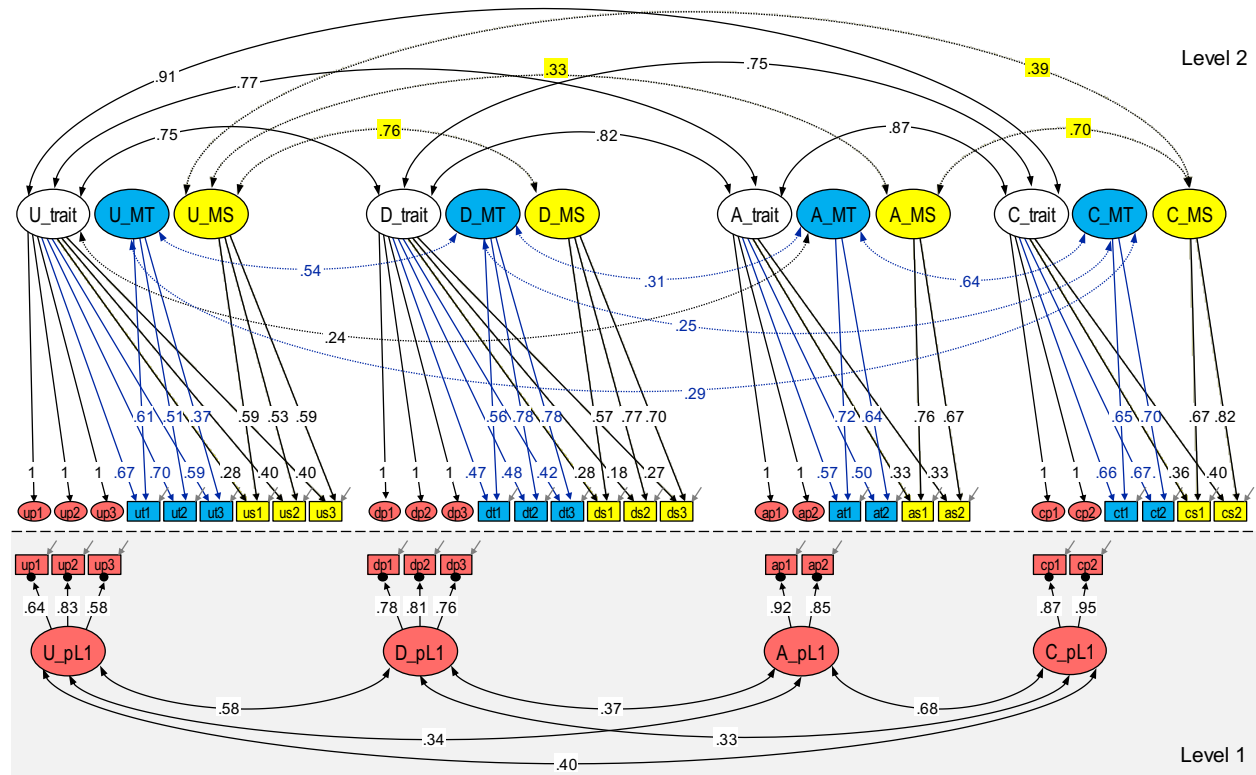 Level 2
.91
.77
.33
.75
.39
.75
.76
.82
.87
.70
U_trait U_MT U_MS D_trait D_MT D_MS A_trait A_MT A_MS C_trait C_MT C_MS
.54
.31
.64
.25
.24
.29
.61 .51 .37 .59 .53 .59 .56 .78 .78 .57 .77 .70 .72 .64 .76 .67 .65 .70 .67 .82
1 1 1 .67 .70 .59 .28 .40 .40 1 1 1 .47 .48 .42 .28 .18 .27 1 1 .57 .50 .33 .33 1 1 .66 .67 .36 .40
up1 up2 up3 ut1 ut2 ut3 us1 us2 us3 dp1 dp2 dp3 dt1 dt2 dt3 ds1 ds2 ds3 ap1 ap2 at1 at2 as1 as2 cp1 cp2 ct1 ct2 cs1 cs2
up1 up2 up3 dp1 dp2 dp3 ap1 ap2 cp1 cp2
.64 .83 .58 .78 .81 .76 .92 .85 .87 .95
U_pL1 D_pL1 A_pL1 C_pL1
.58 .37 .68
.34 .33
.40
Level 1